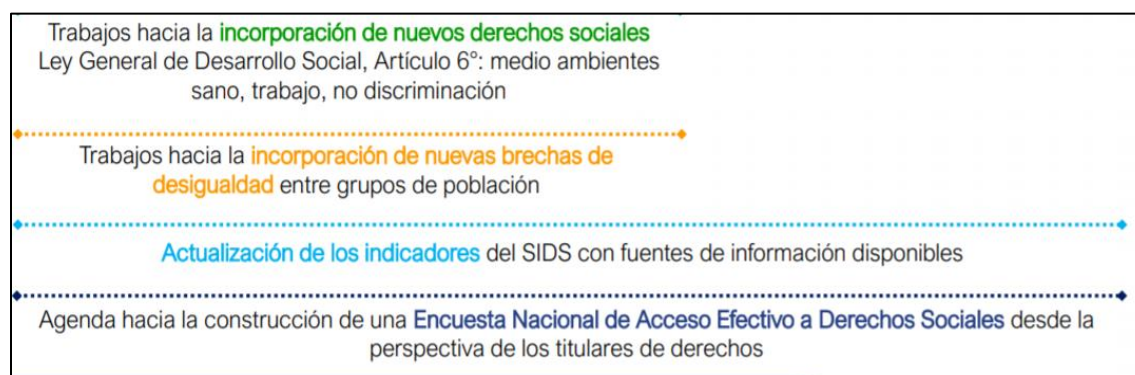 Trabajos hacia la incorporación de nuevos derechos sociales
Ley General de Desarrollo Social, Artículo 6°: medio ambientes
sano, trabajo, no discriminación
Trabajos hacia la incorporación de nuevas brechas de
desigualdad entre grupos de población
Actualización de los indicadores del SIDS con fuentes de información disponibles
Agenda hacia la construcción de una Encuesta Nacional de Acceso Efectivo a Derechos Sociales desde la
perspectiva de los titulares de derechos